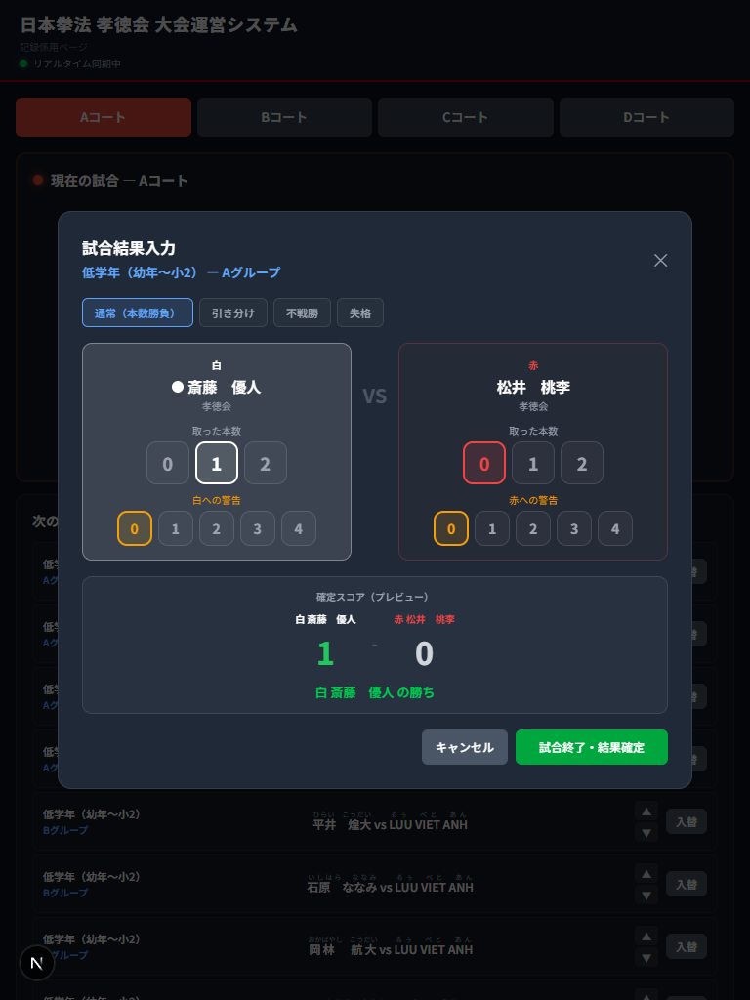 日本拳法 孝徳会 大会運営システム
記録係用ページ
リアルタイム同期中
Aコート
Bコート
Cコート
Dコート
現在の試合 — Aコート
試合結果入力
低学年（幼年〜小2） — Aグループ
通常（本数勝負）
引き分け
不戦勝
失格
白
斎藤　優人
孝徳会
取った本数
0 1 2
白への警告
0 1 2 3 4
VS
赤
松井　桃李
孝徳会
取った本数
0 1 2
赤への警告
0 1 2 3 4
確定スコア（プレビュー）
白 斎藤　優人
赤 松井　桃李
1 - 0
白 斎藤　優人 の勝ち
キャンセル
試合終了・結果確定
次の
低学
Aグ
低学
Aグ
低学
Aグ
低学
Aグ
低学年（幼年〜小2）
Bグループ
ひらい　こうだい　るぅ　べと　あん
平井　煌大 vs LUU VIET ANH
▲
▼
入替
低学年（幼年〜小2）
Bグループ
いしはら　ななみ　るぅ　べと　あん
石原　ななみ vs LUU VIET ANH
▲
▼
入替
低学年（幼年〜小2）
グループ
おかばやし　こうだい　るぅ　べと　あん
岡林　航大 vs LUU VIET ANH
▲
▼
入替
N